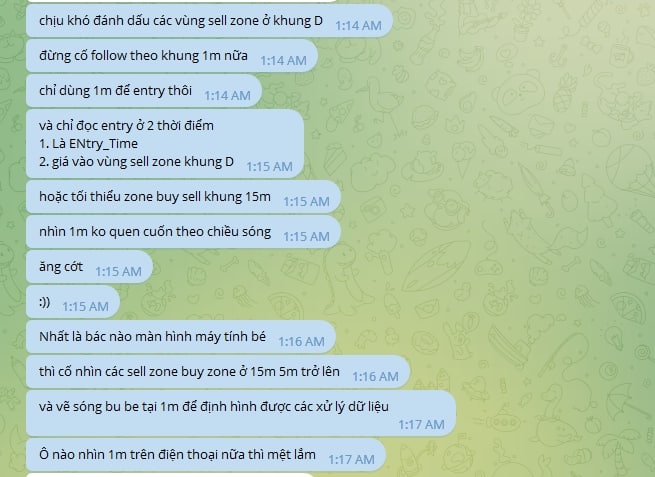 chịu khó đánh dấu các vùng sell zone ở khung D 1:14 AM
đừng cố follow theo khung 1m nữa 1:14 AM
chỉ dùng 1m để entry thôi 1:14 AM
và chỉ đọc entry ở 2 thời điểm
1. Là ENtry_Time
2. giá vào vùng sell zone khung D 1:15 AM
hoặc tối thiểu zone buy sell khung 15m 1:15 AM
nhìn 1m ko quen cuốn theo chiều sóng 1:15 AM
ăng cớt 1:15 AM
:)) 1:15 AM
Nhất là bác nào màn hình máy tính bé 1:16 AM
thì cố nhìn các sell zone buy zone ở 15m 5m trở lên 1:16 AM
và vẽ sóng bu be tại 1m để định hình được các xử lý dữ liệu
1:17 AM
Ô nào nhìn 1m trên điện thoại nữa thì mệt lắm 1:17 AM